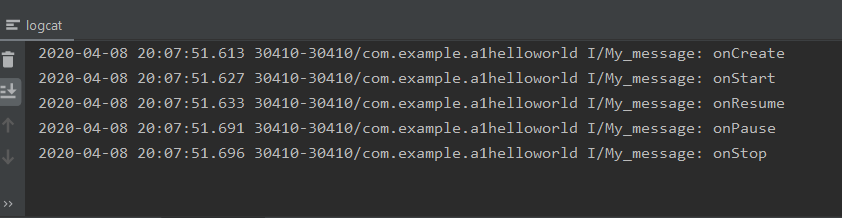 logcat
2020-04-08 20:07:51.613 30410-30410/com.example.a1helloworld I/My_message: onCreate
2020-04-08 20:07:51.627 30410-30410/com.example.a1helloworld I/My_message: onStart
2020-04-08 20:07:51.633 30410-30410/com.example.a1helloworld I/My_message: onResume
2020-04-08 20:07:51.691 30410-30410/com.example.a1helloworld I/My_message: onPause
2020-04-08 20:07:51.696 30410-30410/com.example.a1helloworld I/My_message: onStop